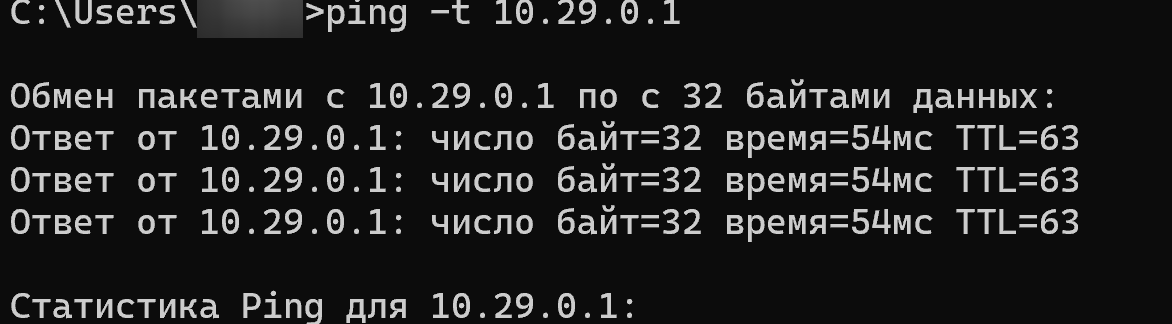 C:\Users\ >ping -t 10.29.0.1
Обмен пакетами с 10.29.0.1 по с 32 байтами данных:
Ответ от 10.29.0.1: число байт=32 время=54мс TTL=63
Ответ от 10.29.0.1: число байт=32 время=54мс TTL=63
Ответ от 10.29.0.1: число байт=32 время=54мс TTL=63
Статистика Ping для 10.29.0.1: